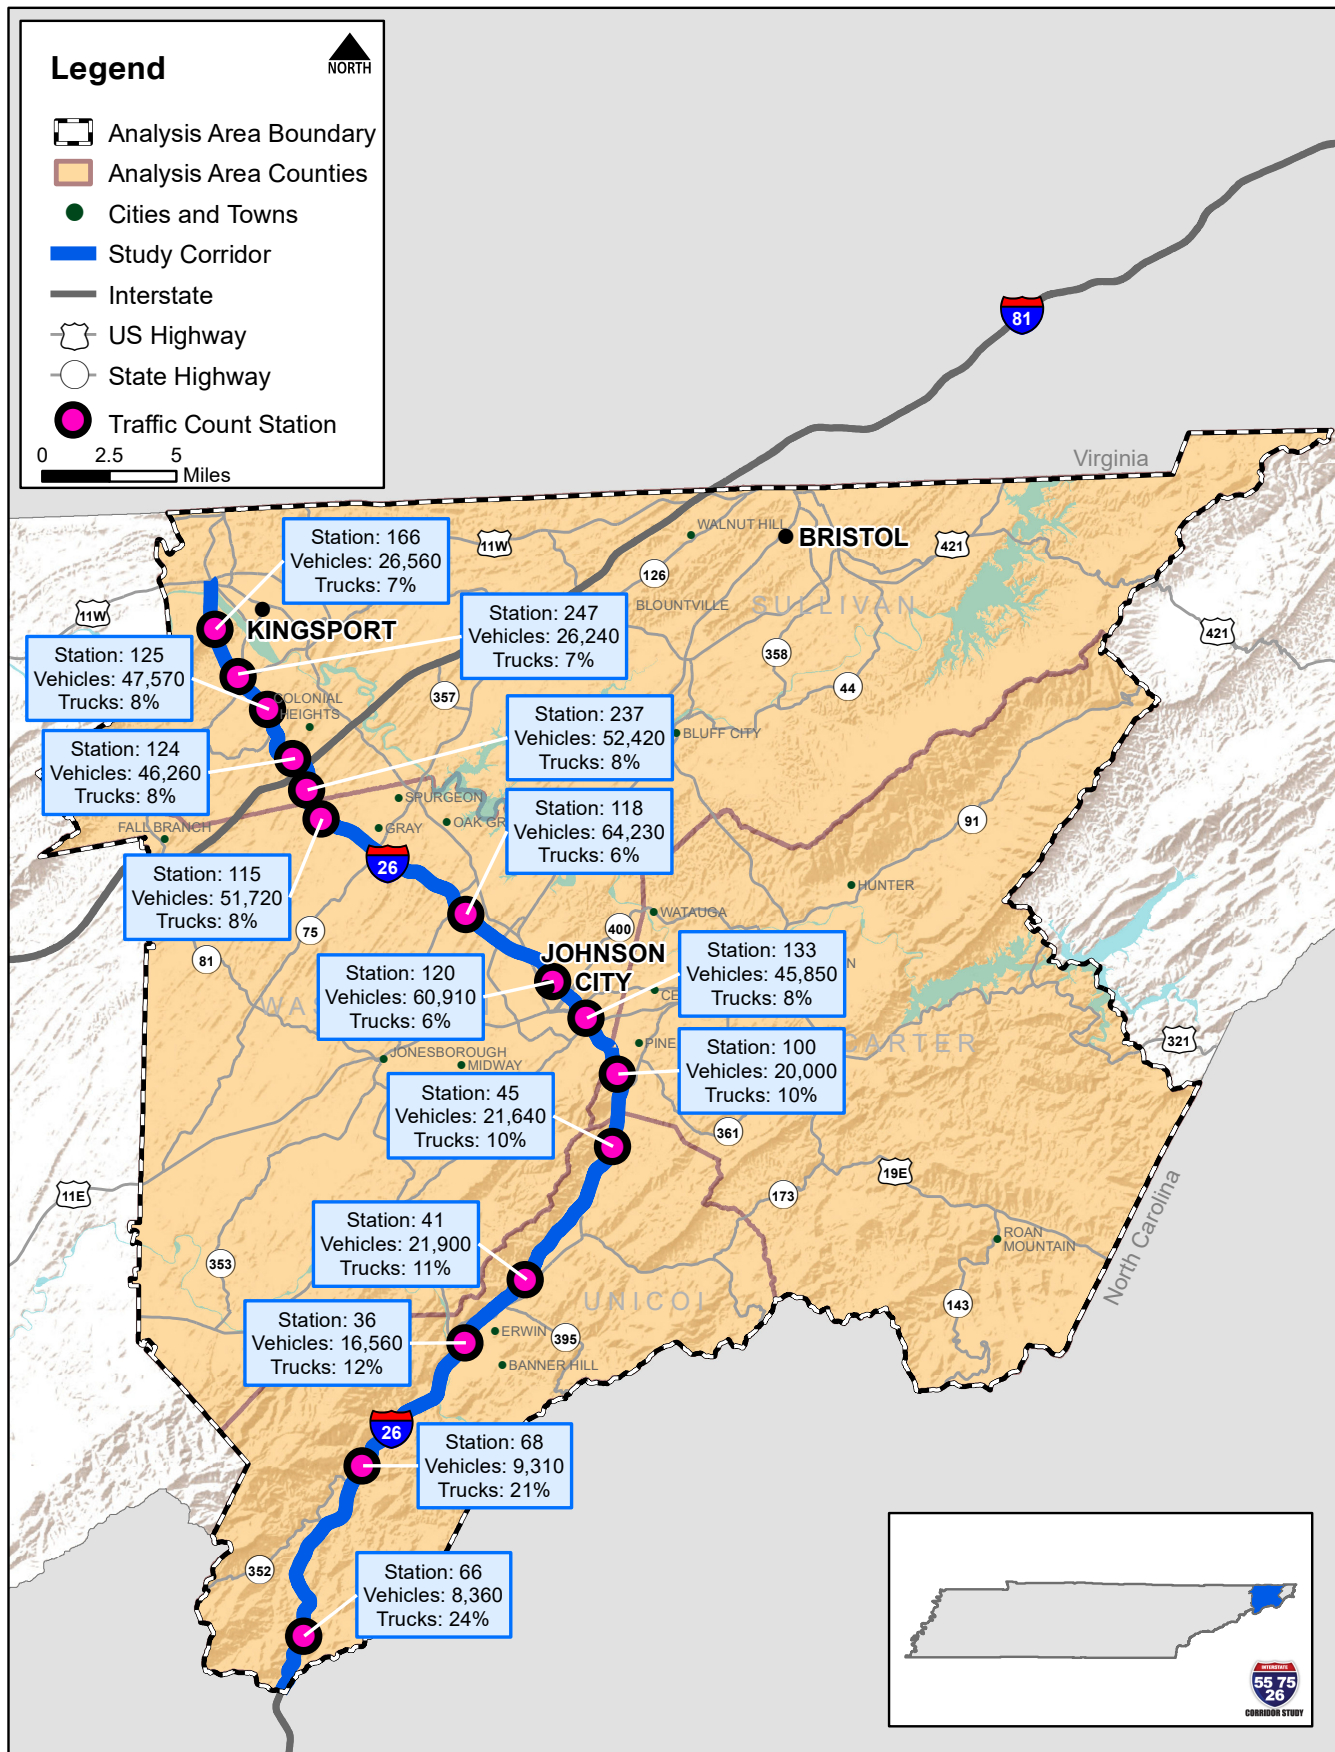 Legend
NORTH
Analysis Area Boundary
Analysis Area Counties
Cities and Towns
Study Corridor
Interstate
US Highway
State Highway
Traffic Count Station
0 2.5 5
Miles
81
Virginia
WALNUT HILL
BRISTOL
11W
421
126
BLOUNTVILLE
SULLIVAN
Station: 166
Vehicles: 26,560
Trucks: 7%
11W
KINGSPORT
Station: 247
Vehicles: 26,240
Trucks: 7%
421
358
44
357
Station: 125
Vehicles: 47,570
Trucks: 8%
COLONIAL
HEIGHTS
Station: 237
Vehicles: 52,420
Trucks: 8%
BLUFF CITY
Station: 124
Vehicles: 46,260
Trucks: 8%
SPURGEON
GRAY
OAK GR
Station: 118
Vehicles: 64,230
Trucks: 6%
91
FALL BRANCH
26
Station: 115
Vehicles: 51,720
Trucks: 8%
HUNTER
WATAUGA
400
75
81
JOHNSON
CITY
Station: 133
Vehicles: 45,850
Trucks: 8%
N
Station: 120
Vehicles: 60,910
Trucks: 6%
CE
WAS
JONESBOROUGH
MIDWAY
PINE
CARTER
321
Station: 100
Vehicles: 20,000
Trucks: 10%
Station: 45
Vehicles: 21,640
Trucks: 10%
361
19E
173
11E
North Carolina
Station: 41
Vehicles: 21,900
Trucks: 11%
ROAN
MOUNTAIN
353
UNICOI
143
Station: 36
Vehicles: 16,560
Trucks: 12%
ERWIN
395
BANNER HILL
26
Station: 68
Vehicles: 9,310
Trucks: 21%
352
Station: 66
Vehicles: 8,360
Trucks: 24%
INTERSTATE
55 75
26
CORRIDOR STUDY